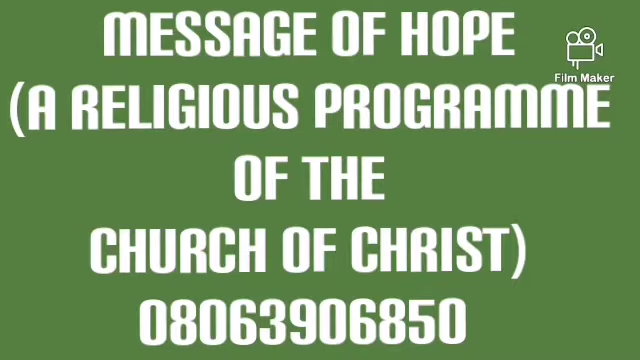 MESSAGE OF HOPE
Film Maker
(A RELIGIOUS PROGRAMME
OF THE
CHURCH OF CHRIST)
08063906850